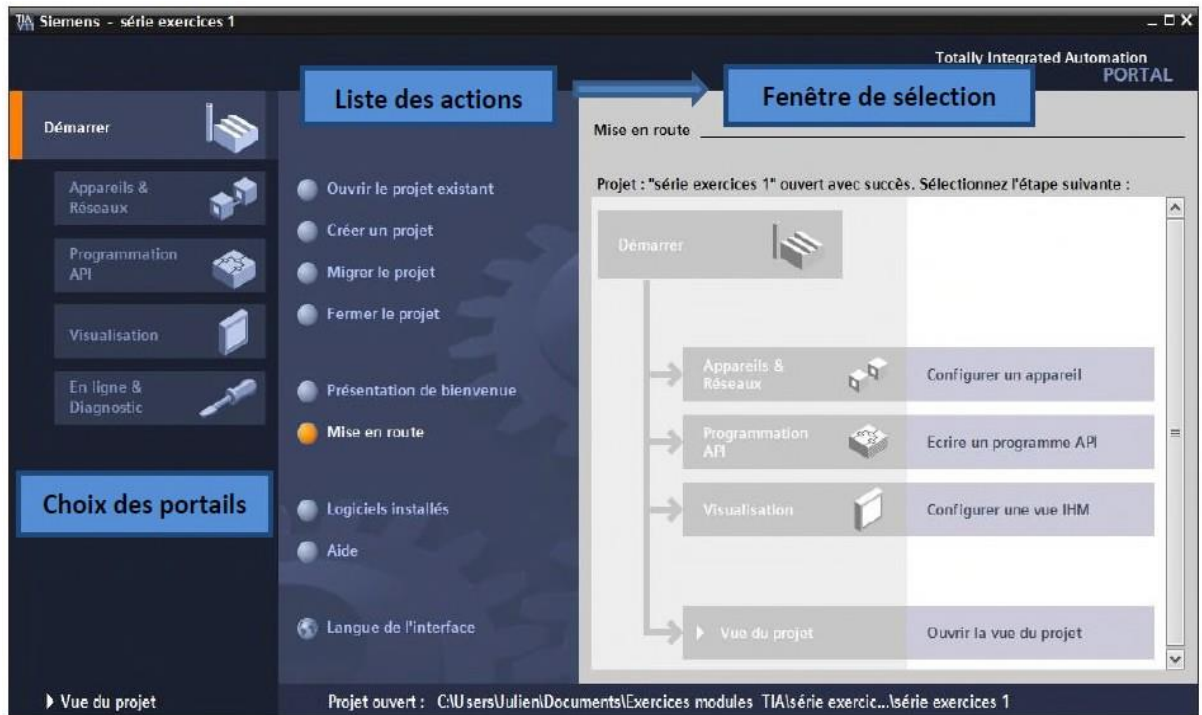 Siemens - série exercices 1
Totally Integrated Automation
PORTAL
Liste des actions
Fenêtre de sélection
Démarrer
Appareils &
Réseaux
Programmation
API
Visualisation
En ligne &
Diagnostic
Choix des portails
Ouvrir le projet existant
Créer un projet
Migrer le projet
Fermer le projet
Présentation de bienvenue
Mise en route
Logiciels installés
Aide
Langue de l'interface
Mise en route
Projet : "série exercices 1" ouvert avec succès. Sélectionnez l'étape suivante :
Démarrer
Appareils &
Réseaux
Configurer un appareil
Programmation
API
Ecrire un programme API
Visualisation
Configurer une vue IHM
Vue du projet
Ouvrir la vue du projet
Vue du projet
Projet ouvert : C:\Users\Julien\Documents\Exercices modules TIA\série exercic...\série exercices 1